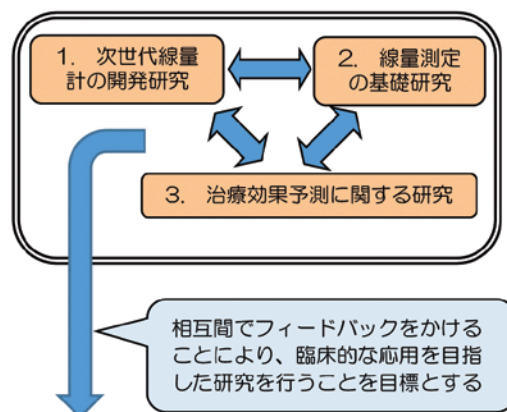 1. 次世代線量
計の開発研究
2. 線量測定
の基礎研究
3. 治療効果予測に関する研究
相互間でフィードバックをかける
ことにより、臨床的な応用を目指
した研究を行うことを目標とする